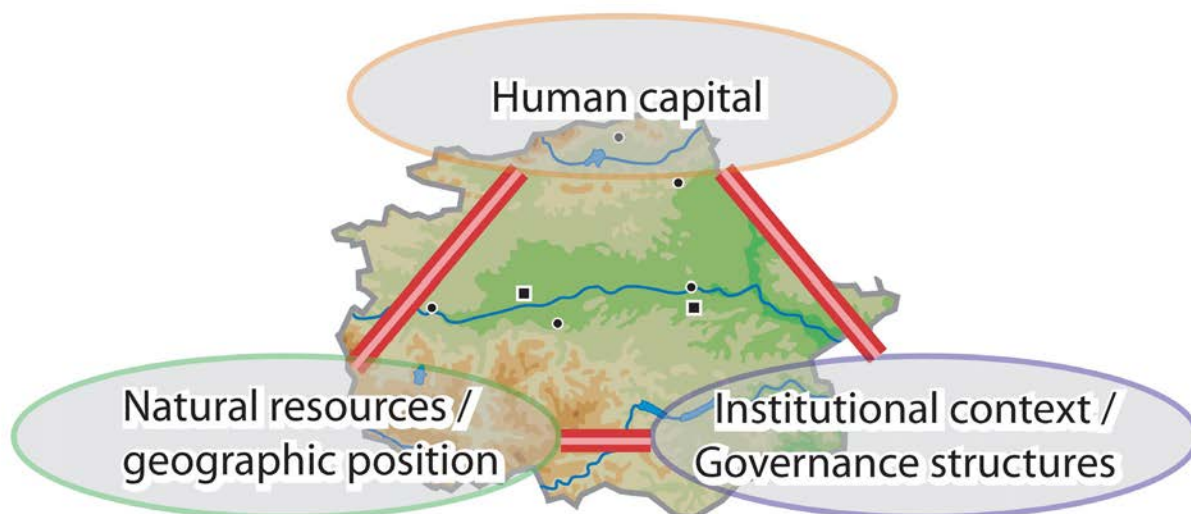 Human capital
Natural resources /
geographic position
Institutional context /
Governance structures